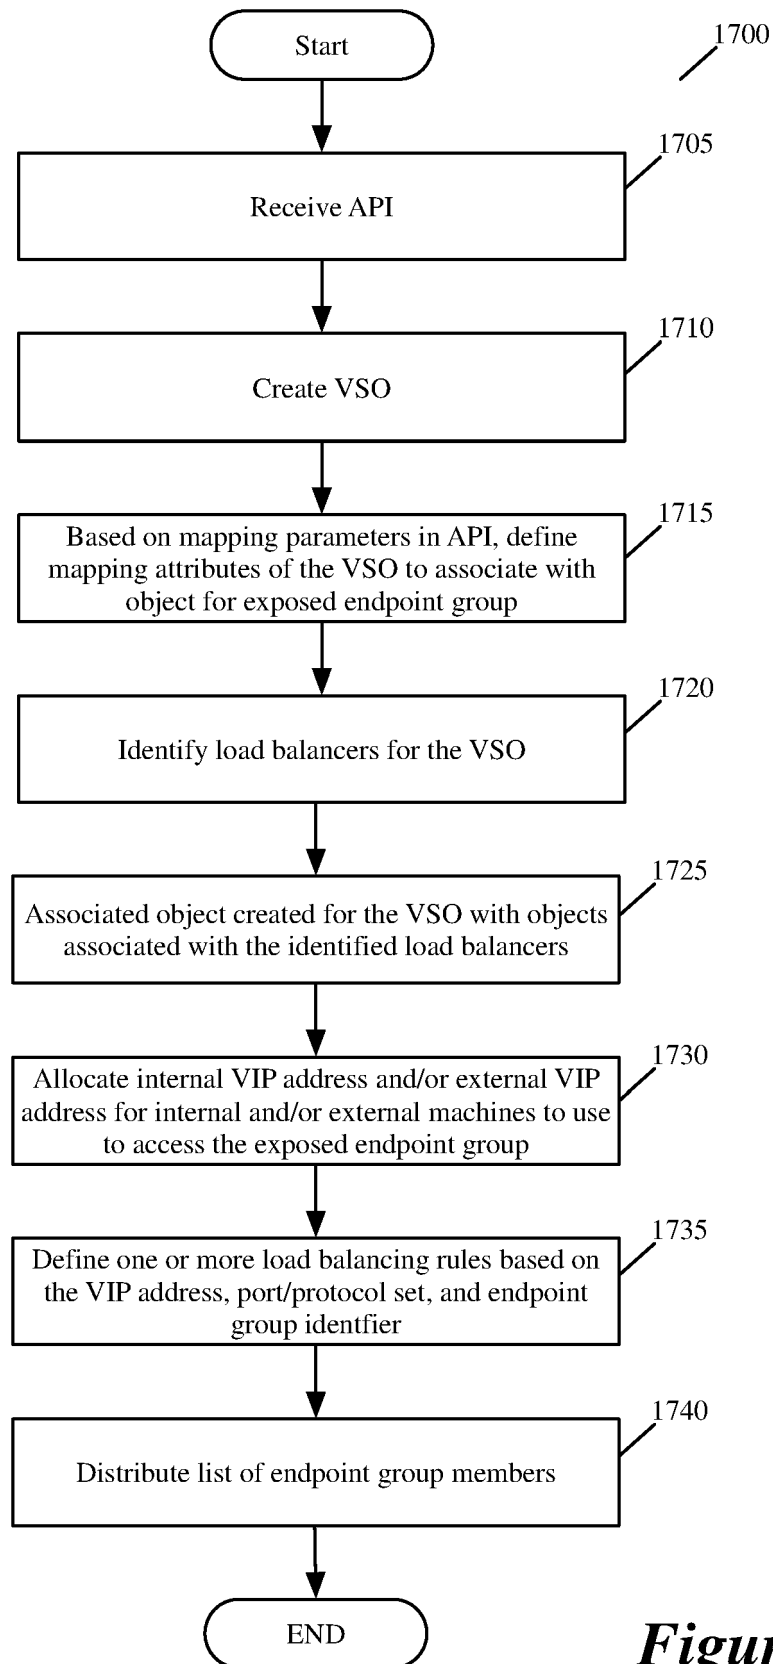 Start
1700
1705
Receive API
1710
Create VSO
1715
Based on mapping parameters in API, define
mapping attributes of the VSO to associate with
object for exposed endpoint group
1720
Identify load balancers for the VSO
1725
Associated object created for the VSO with objects
associated with the identified load balancers
1730
Allocate internal VIP address and/or external VIP
address for internal and/or external machines to use
to access the exposed endpoint group
1735
Define one or more load balancing rules based on
the VIP address, port/protocol set, and endpoint
group identfier
1740
Distribute list of endpoint group members
END